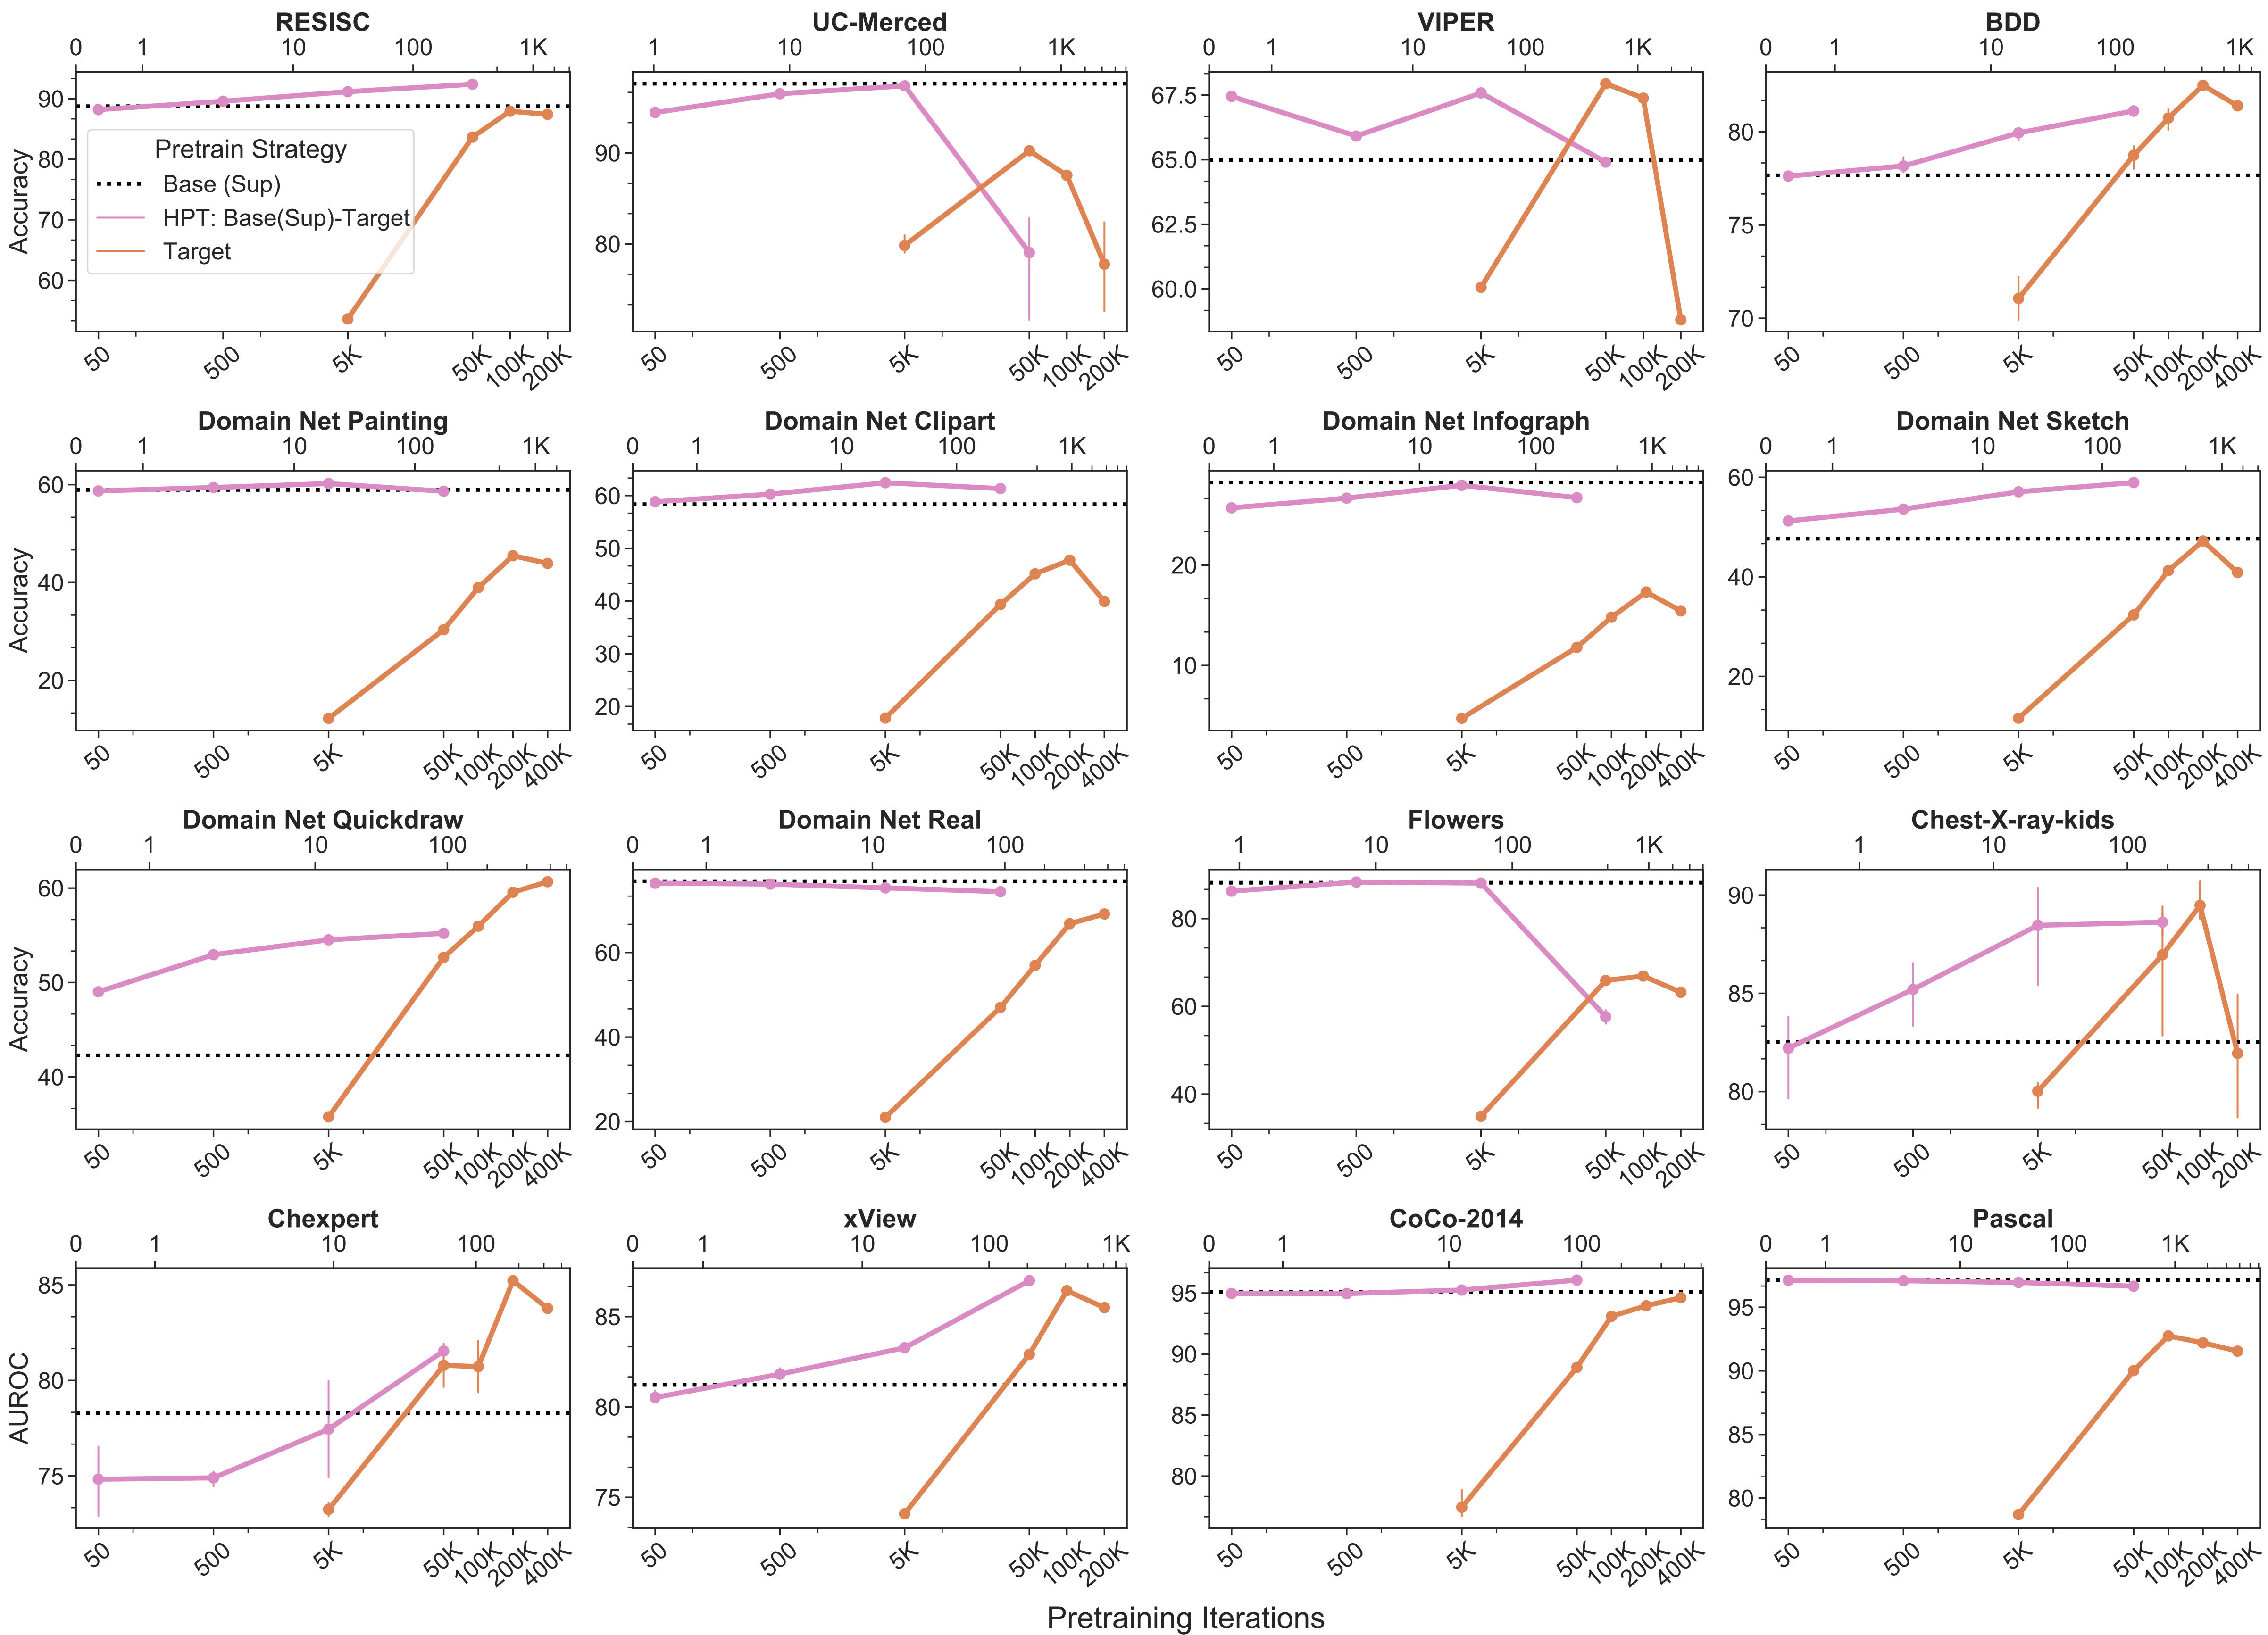 RESISC
0 1 10 100 1K
90
80
70
60
Accuracy
Pretrain Strategy
Base (Sup)
HPT: Base(Sup)-Target
Target
50 500 5K 50K 100K 200K
UC-Merced
1 10 100 1K
90
80
50 500 5K 50K 100K 200K
VIPER
0 1 10 100 1K
67.5
65.0
62.5
60.0
50 500 5K 50K 100K 200K
BDD
0 1 10 100 1K
80
75
70
50 500 5K 50K 100K 200K 400K
Domain Net Painting
0 1 10 100 1K
60
40
20
Accuracy
50 500 5K 50K 100K 200K 400K
Domain Net Clipart
0 1 10 100 1K
60
50
40
30
20
50 500 5K 50K 100K 200K 400K
Domain Net Infograph
0 1 10 100 1K
20
10
50 500 5K 50K 100K 200K 400K
Domain Net Sketch
0 1 10 100 1K
60
40
20
50 500 5K 50K 100K 200K 400K
Domain Net Quickdraw
0 1 10 100
60
50
40
Accuracy
50 500 5K 50K 100K 200K 400K
Domain Net Real
0 1 10 100
60
40
20
50 500 5K 50K 100K 200K 400K
Flowers
1 10 100 1K
80
60
40
50 500 5K 50K 100K 200K
Chest-X-ray-kids
1 10 100
90
85
80
50 500 5K 50K 100K 200K
Chexpert
0 1 10 100
85
80
75
AUROC
50 500 5K 50K 100K 200K 400K
xView
0 1 10 100 1K
85
80
75
50 500 5K 50K 100K 200K
CoCo-2014
0 1 10 100
95
90
85
80
50 500 5K 50K 100K 200K 400K
Pascal
0 1 10 100 1K
95
90
85
80
50 500 5K 50K 100K 200K 400K
Pretraining Iterations